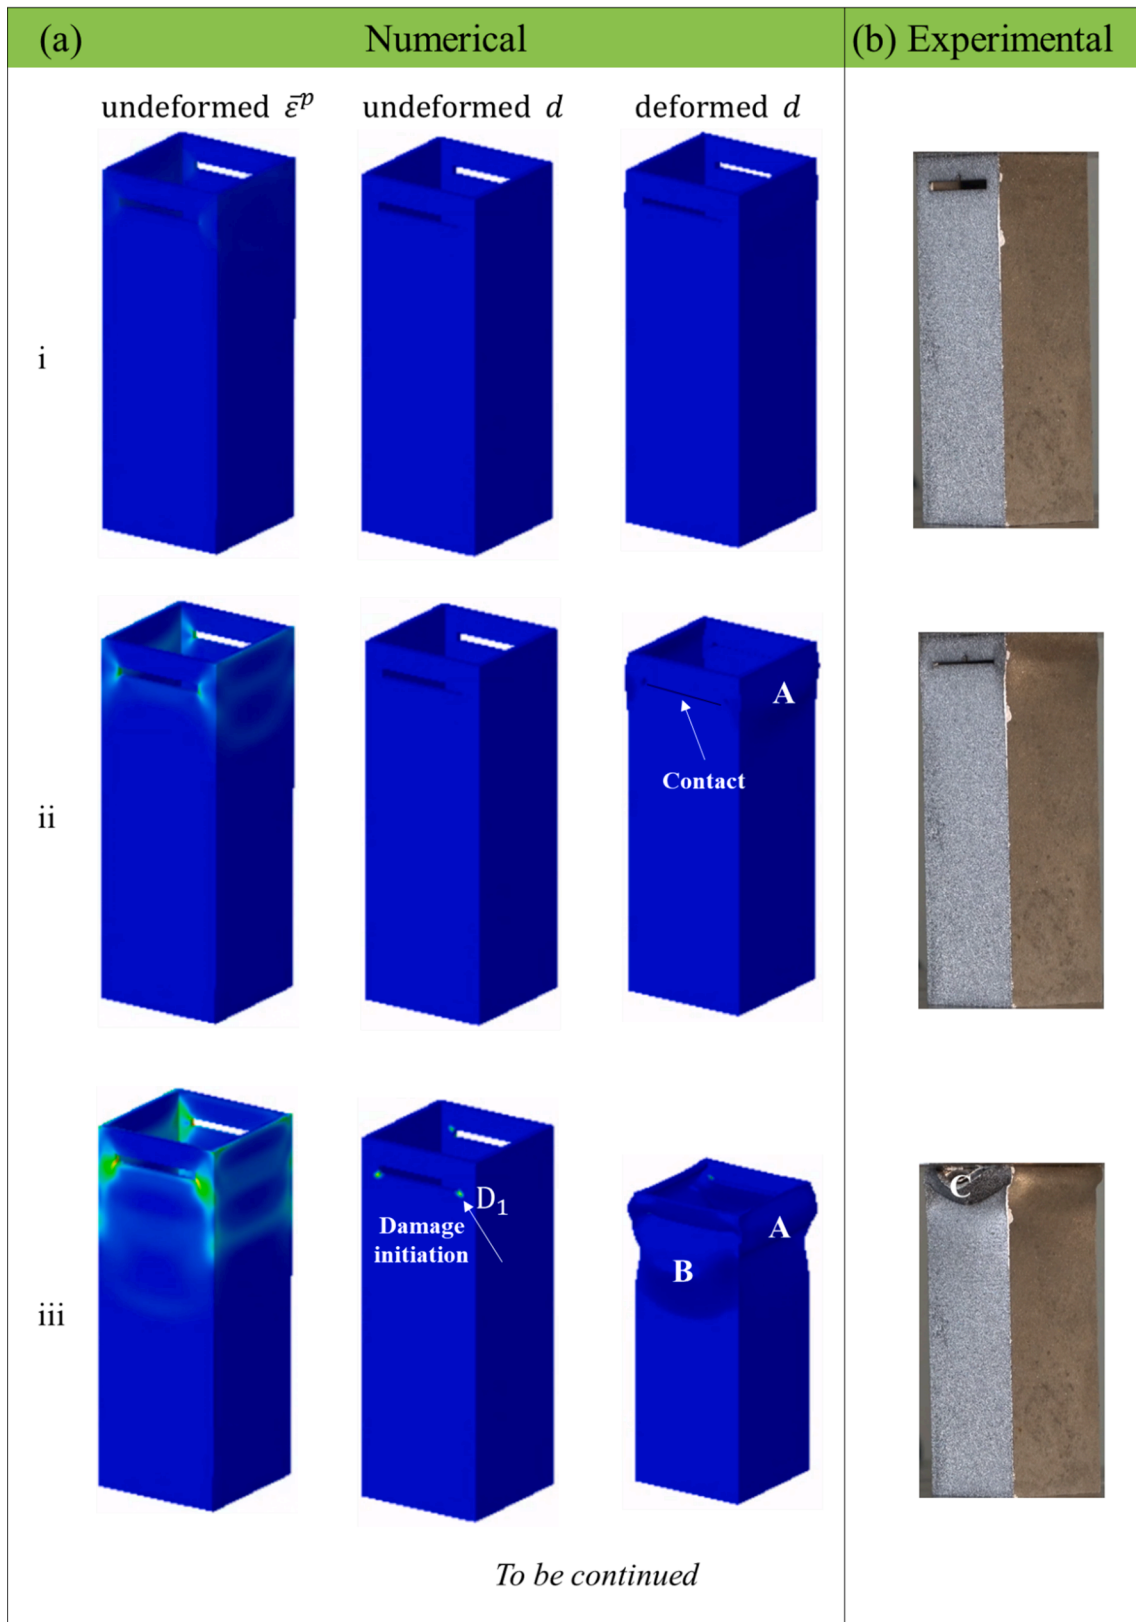 (a) Numerical (b) Experimental
undeformed ε̄ᵖ undeformed d deformed d
i
A
Contact
ii
C
D₁
Damage
initiation
A
B
iii
To be continued